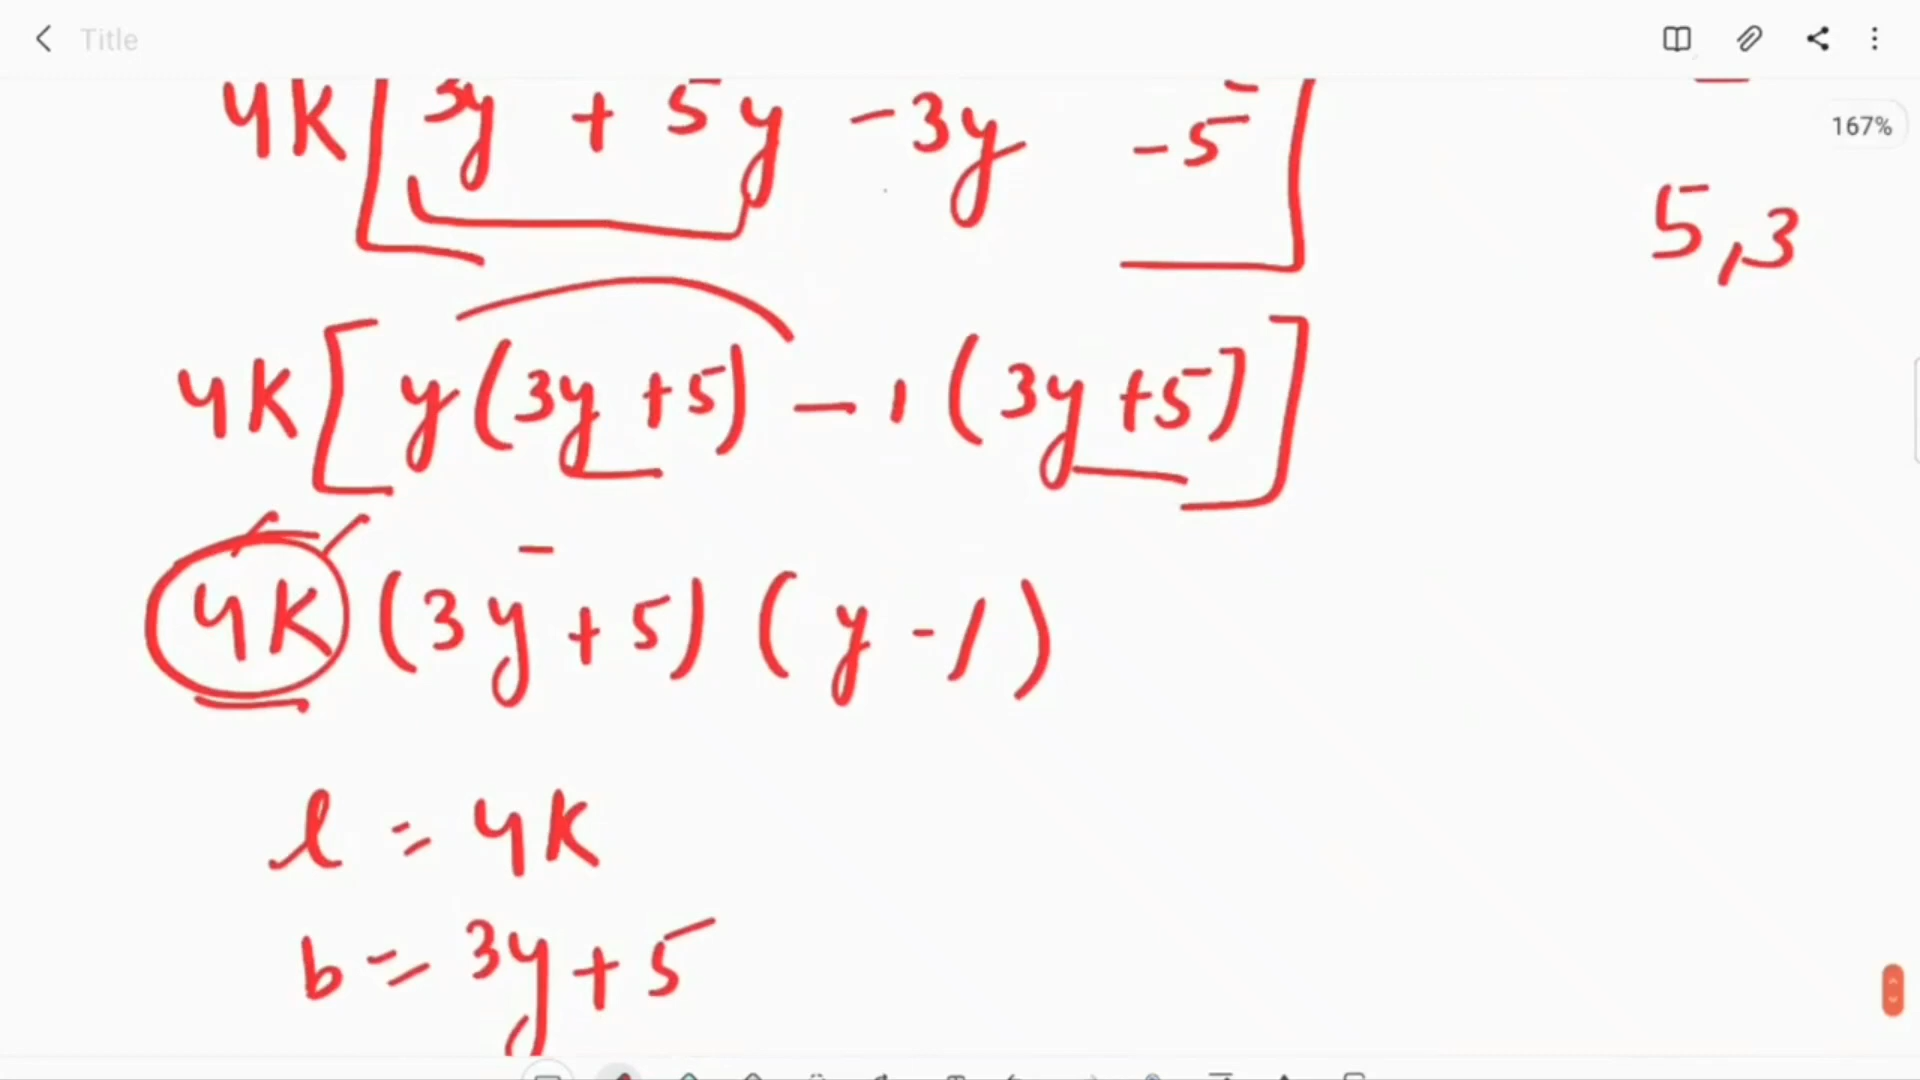 Title
167%
4K[3y + 5y - 3y - 5]
5,3
4K[y(3y+5) - 1(3y+5)]
4K(3y+5)(y-1)
l = 4K
b = 3y+5